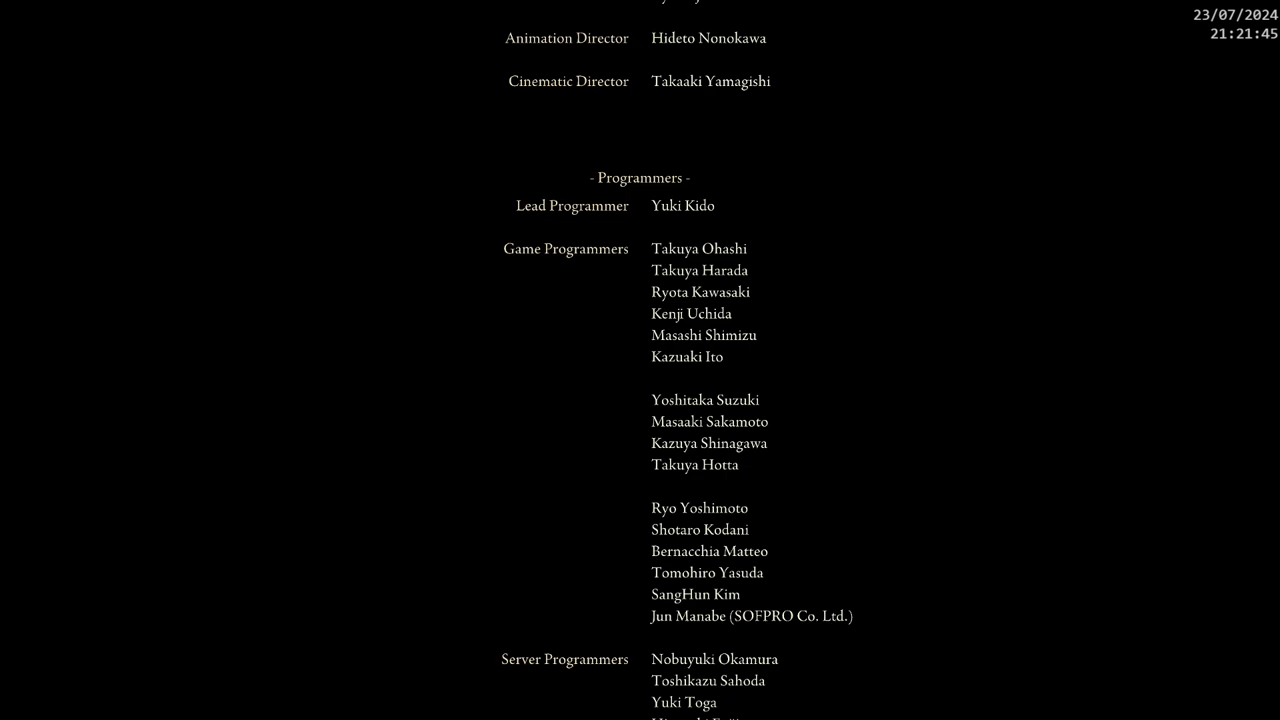 23/07/2024
21:21:45
Animation Director Hideto Nonokawa
Cinematic Director Takaaki Yamagishi
- Programmers -
Lead Programmer Yuki Kido
Game Programmers Takuya Ohashi
Takuya Harada
Ryota Kawasaki
Kenji Uchida
Masashi Shimizu
Kazuaki Ito
Yoshitaka Suzuki
Masaaki Sakamoto
Kazuya Shinagawa
Takuya Hotta
Ryo Yoshimoto
Shotaro Kodani
Bernacchia Matteo
Tomohiro Yasuda
SangHun Kim
Jun Manabe (SOFPRO Co. Ltd.)
Server Programmers Nobuyuki Okamura
Toshikazu Sahoda
Yuki Toga